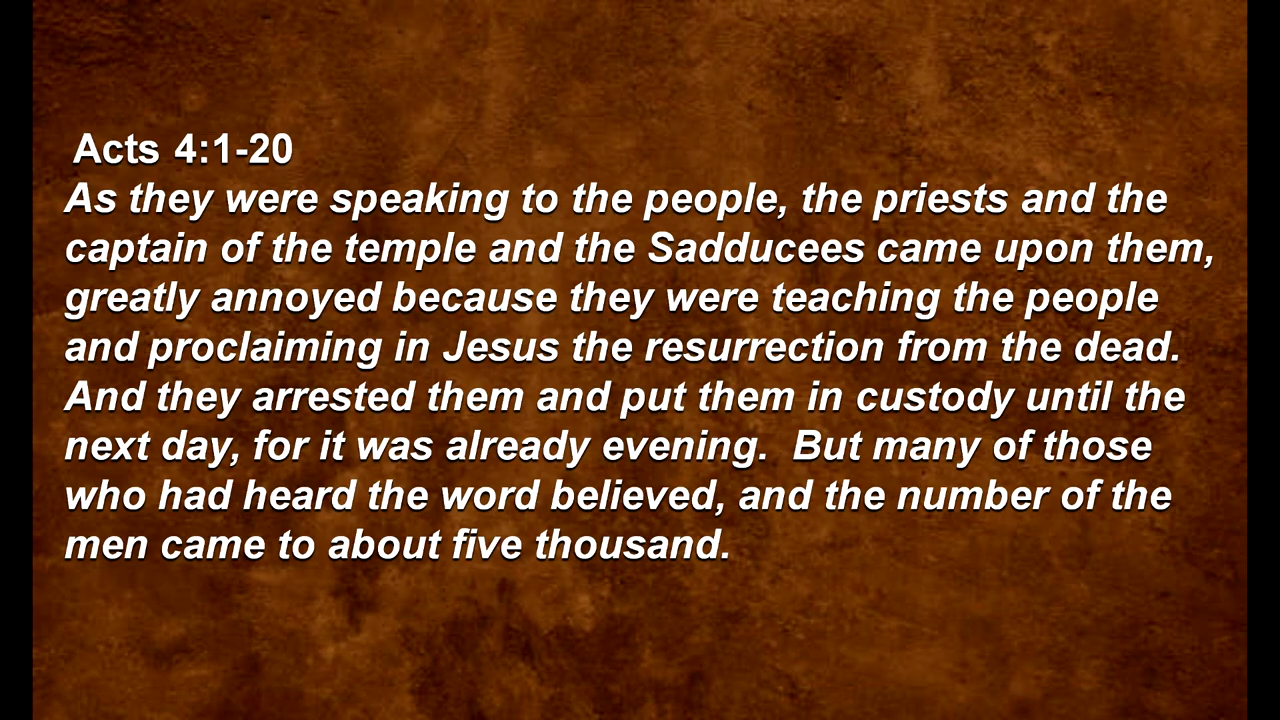 Acts 4:1-20
As they were speaking to the people, the priests and the
captain of the temple and the Sadducees came upon them,
greatly annoyed because they were teaching the people
and proclaiming in Jesus the resurrection from the dead.
And they arrested them and put them in custody until the
next day, for it was already evening.  But many of those
who had heard the word believed, and the number of the
men came to about five thousand.